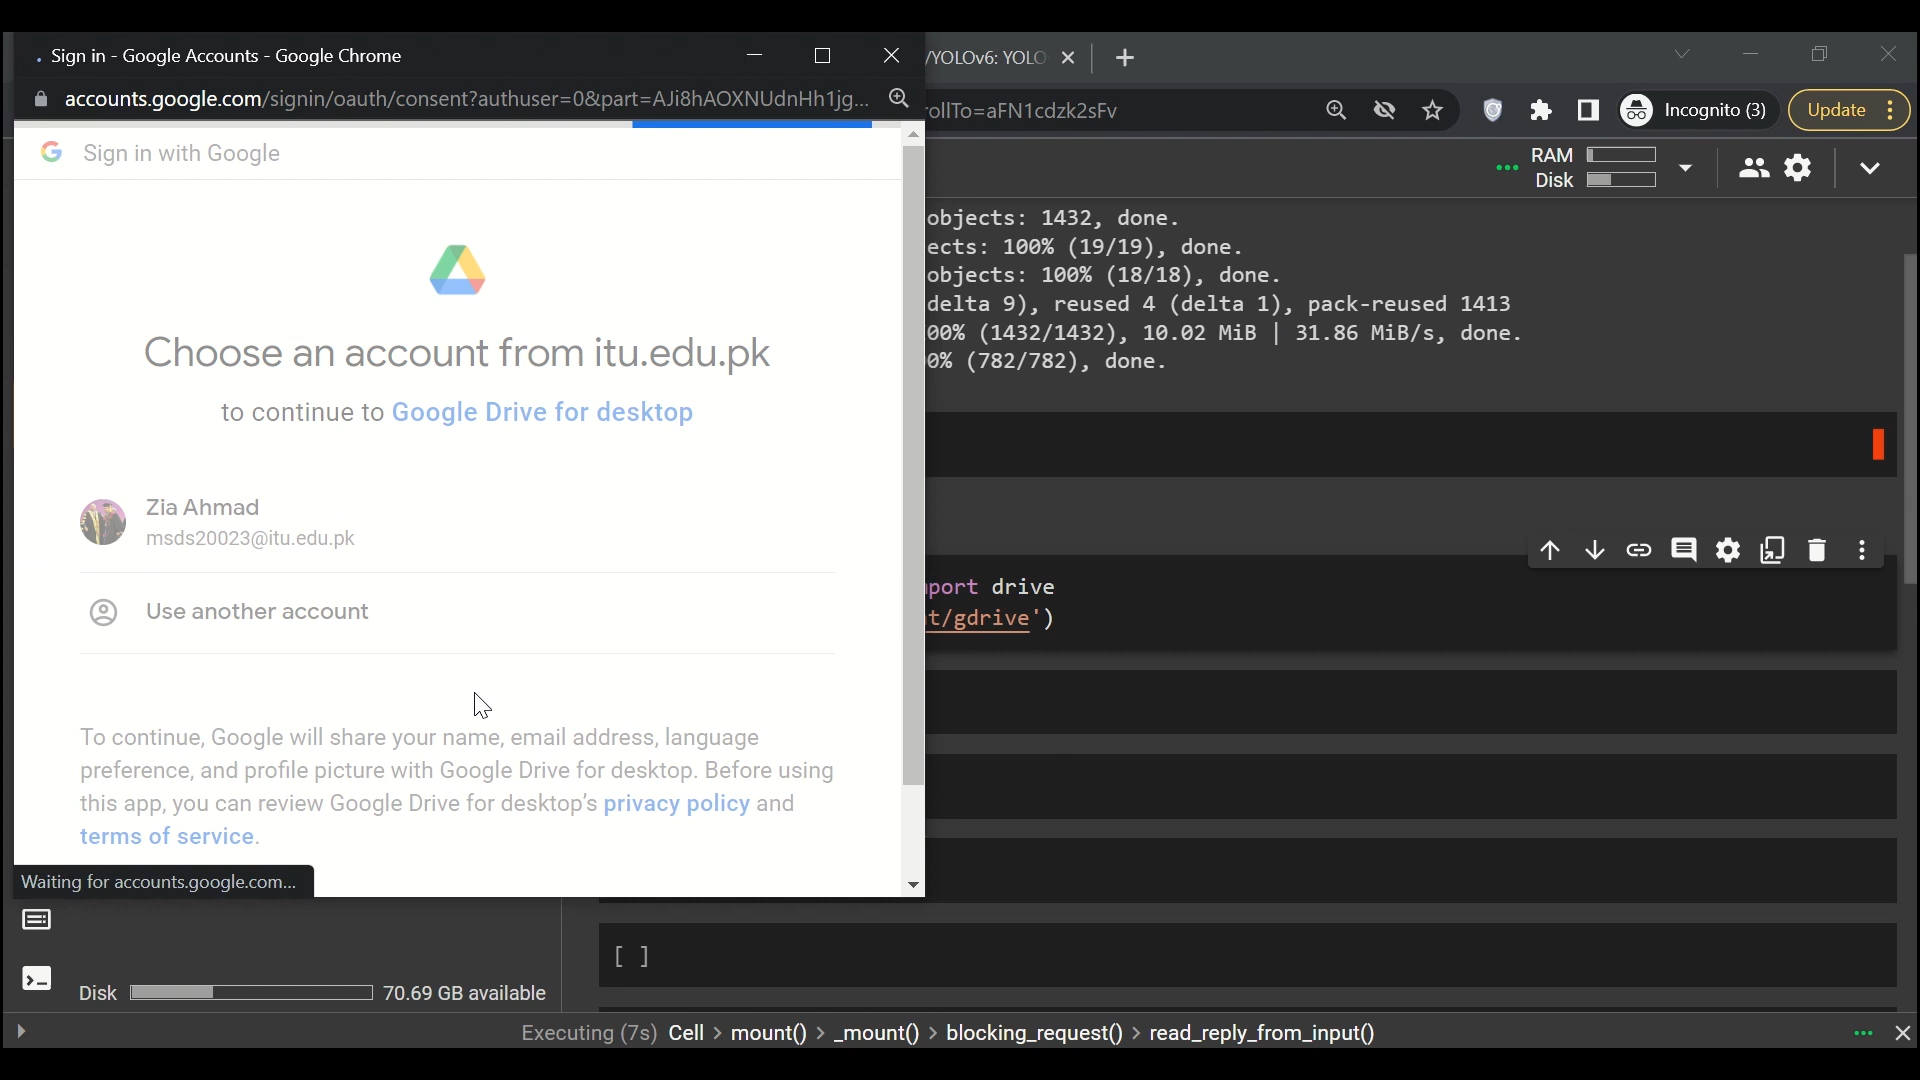 Sign in - Google Accounts - Google Chrome
accounts.google.com/signin/oauth/consent?authuser=0&part=AJi8hAOXNUdnHh1jg...
Sign in with Google
Choose an account from itu.edu.pk
to continue to Google Drive for desktop
Zia Ahmad
msds20023@itu.edu.pk
Use another account
To continue, Google will share your name, email address, language
preference, and profile picture with Google Drive for desktop. Before using
this app, you can review Google Drive for desktop's privacy policy and
terms of service.
Waiting for accounts.google.com...
/YOLOv6: YOLO
ollTo=aFN1cdzk2sFv
Incognito (3)
Update
RAM
Disk
objects: 1432, done.
ects: 100% (19/19), done.
objects: 100% (18/18), done.
delta 9), reused 4 (delta 1), pack-reused 1413
00% (1432/1432), 10.02 MiB | 31.86 MiB/s, done.
0% (782/782), done.
port drive
t/gdrive')
[ ]
Disk 70.69 GB available
Executing (7s) Cell > mount() > _mount() > blocking_request() > read_reply_from_input()